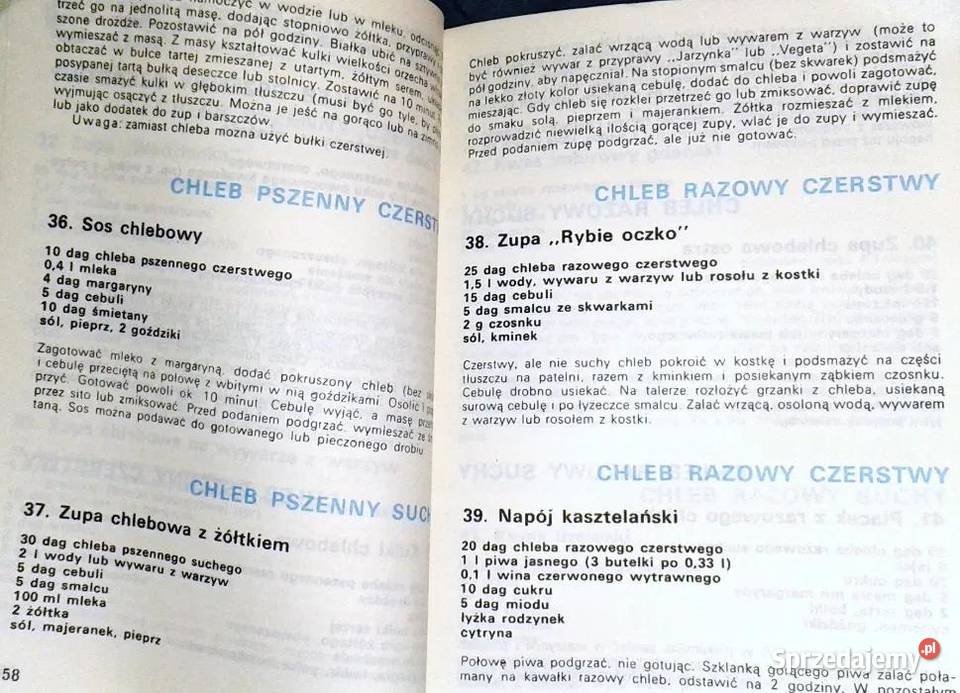 namoczyć w wodzie lub w mleku, odcisnąć
trzeć go na jednolitą masę, dodając stopniowo żółtka, przyprawy
szone drożdże. Pozostawić na pół godziny. Białka ubić na sztywną
wymieszać z masą. Z masy kształtować kulki wielkości orzecha
obtaczać w bułce tartej zmieszanej z utartym, żółtym serem,
posypanej tartą bułką deseczce lub stolnicy. Zostawić na 10 minut.
czasie smażyć kulki w głębokim tłuszczu (musi być go tyle, by
wyjmując osączyć z tłuszczu. Można je jeść na gorąco lub na zimno,
lub jako dodatek do zup i barszczów.
Uwaga: zamiast chleba można użyć bułki czerstwej.
CHLEB PSZENNY CZERST
36. Sos chlebowy
10 dag chleba pszennego czerstwego
0,4 l mleka
4 dag margaryny
5 dag cebuli
10 dag śmietany
sól, pieprz, 2 goździki
Zagotować mleko z margaryną, dodać pokruszony chleb (bez
i cebulę przeciętą na połowę z wbitymi w nią goździkami. Osolić i
przyć. Gotować powoli ok. 10 minut. Cebulę wyjąć, a masę
przez sito lub zmiksować. Przed podaniem podgrzać, wymieszać ze
taną. Sos można podawać do gotowanego lub pieczonego drobiu
CHLEB PSZENNY SUCH
37. Zupa chlebowa z żółtkiem
30 dag chleba pszennego suchego
2 l wody lub wywaru z warzyw
5 dag cebuli
5 dag smalcu
100 ml mleka
2 żółtka
sól, majeranek, pieprz
58
Chleb pokruszyć, zalać wrzącą wodą lub wywarem z warzyw (może to
być również wywar z przyprawy „Jarzynka" lub „Vegeta") i zostawić na
pół godziny, aby napęczniał. Na stopionym smalcu (bez skwarek) podsmażyć
na lekko złoty kolor usiekaną cebulę, dodać do chleba i powoli zagotować,
mieszając. Gdy chleb się rozklei przetrzeć go lub zmiksować, doprawić zupę
do smaku solą, pieprzem i majerankiem. Żółtka rozmieszać z mlekiem,
rozprowadzić niewielką ilością gorącej zupy, wlać je do zupy i wymieszać.
Przed podaniem zupę podgrzać, ale już nie gotować.
CHLEB RAZOWY CZERSTWY
38. Zupa „Rybie oczko"
25 dag chleba razowego czerstwego
1,5 l wody, wywaru z warzyw lub rosołu z kostki
15 dag cebuli
5 dag smalcu ze skwarkami
2 g czosnku
sól, kminek
Czerstwy, ale nie suchy chleb pokroić w kostkę i podsmażyć na części
tłuszczu na patelni, razem z kminkiem i posiekanym ząbkiem czosnku.
Cebulę drobno usiekać. Na talerze rozłożyć grzanki z chleba, usiekaną
surową cebulę i po łyżeczce smalcu. Zalać wrzącą, osoloną wodą, wywarem
z warzyw lub rosołem z kostki.
CHLEB RAZOWY CZERSTWY
39. Napój kasztelański
20 dag chleba razowego czerstwego
1 l piwa jasnego (3 butelki po 0,33 l)
0,1 l wina czerwonego wytrawnego
10 dag cukru
5 dag miodu
łyżka rodzynek
cytryna
Połowę piwa podgrzać, nie gotując. Szklanką gorącego piwa zalać poła-
many na kawałki razowy chleb, odstawić na 2 godziny. W pozostałym
Sprzedajemy.pl